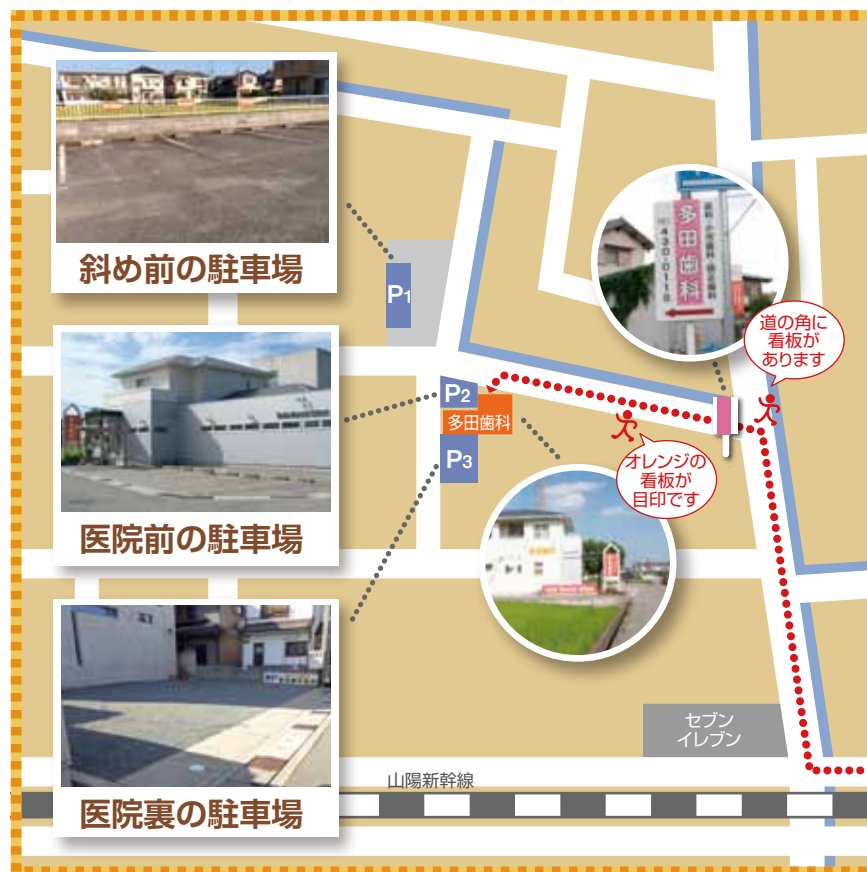 斜め前の駐車場
医院前の駐車場
医院裏の駐車場
P1
P2
多田歯科
P3
多田歯科
430-0118
道の角に
看板が
あります
オレンジの
看板が
目印です
セブン
イレブン
山陽新幹線